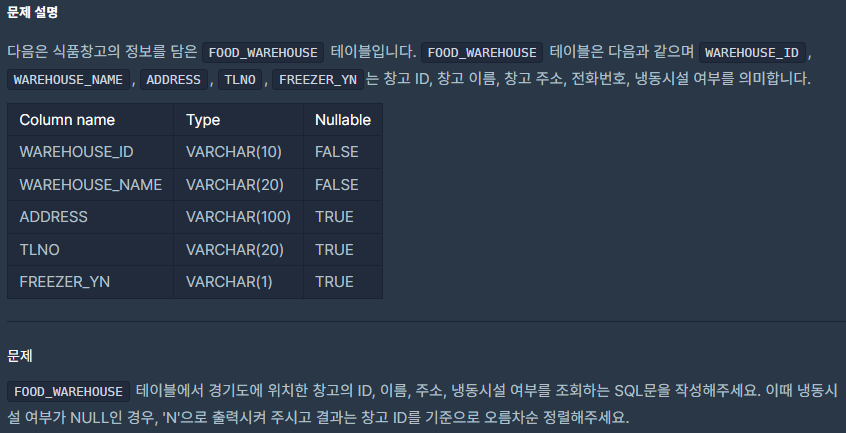 문제 설명
다음은 식품창고의 정보를 담은 FOOD_WAREHOUSE 테이블입니다. FOOD_WAREHOUSE 테이블은 다음과 같으며 WAREHOUSE_ID ,
WAREHOUSE_NAME , ADDRESS , TLNO , FREEZER_YN 는 창고 ID, 창고 이름, 창고 주소, 전화번호, 냉동시설 여부를 의미합니다.
Column name Type Nullable
WAREHOUSE_ID VARCHAR(10) FALSE
WAREHOUSE_NAME VARCHAR(20) FALSE
ADDRESS VARCHAR(100) TRUE
TLNO VARCHAR(20) TRUE
FREEZER_YN VARCHAR(1) TRUE
문제
FOOD_WAREHOUSE 테이블에서 경기도에 위치한 창고의 ID, 이름, 주소, 냉동시설 여부를 조회하는 SQL문을 작성해주세요. 이때 냉동시
설 여부가 NULL인 경우, 'N'으로 출력시켜 주시고 결과는 창고 ID를 기준으로 오름차순 정렬해주세요.